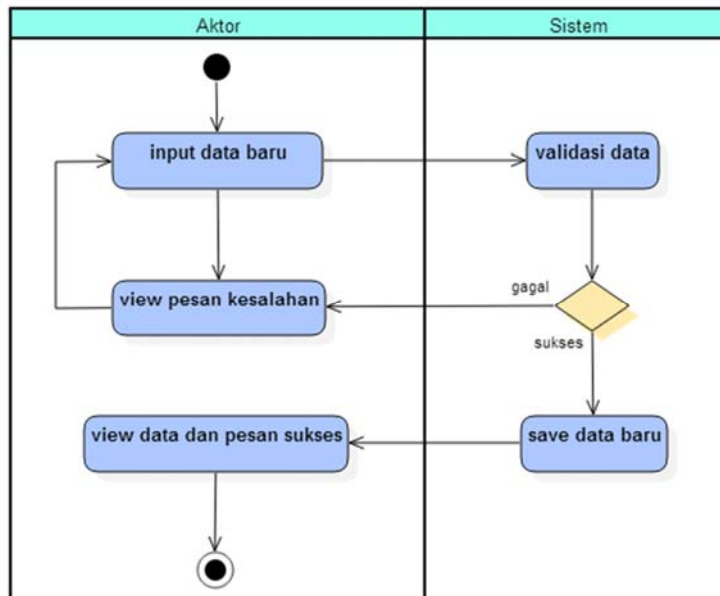 Aktor
Sistem
input data baru
validasi data
view pesan kesalahan
gagal
sukses
view data dan pesan sukses
save data baru